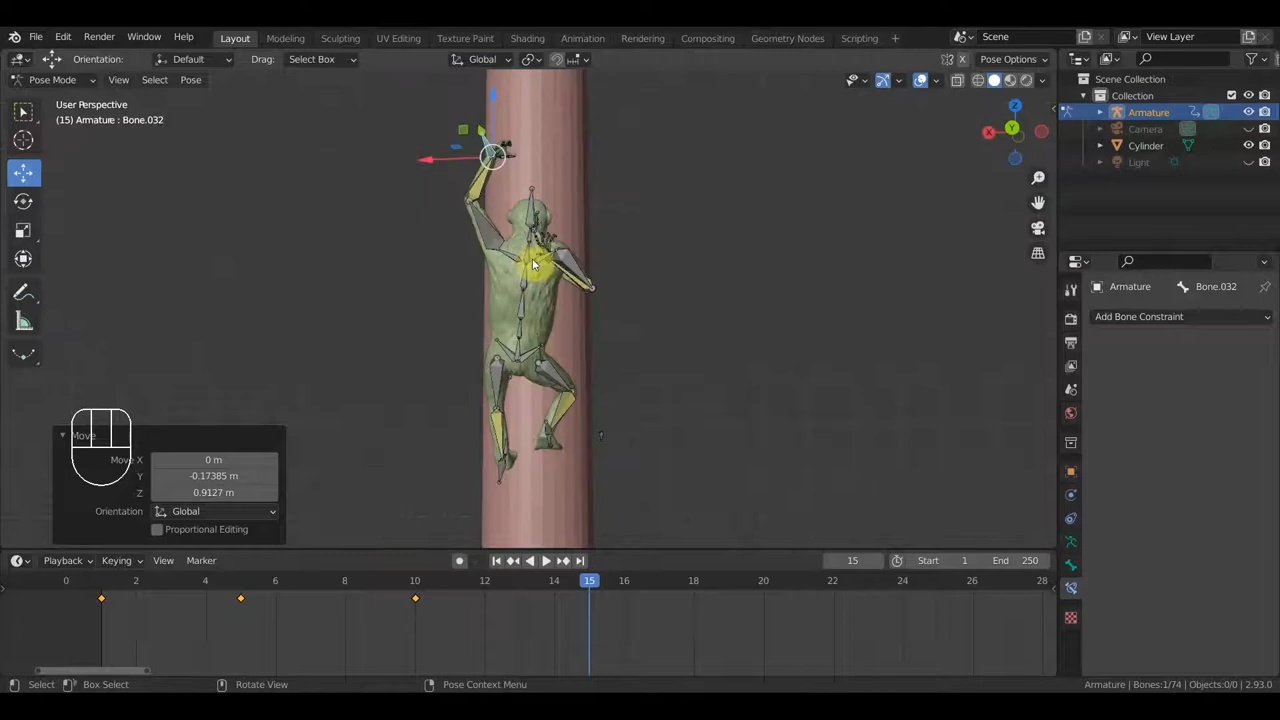 File Edit Render Window Help Layout Modeling Sculpting UV Editing Texture Paint Shading Animation Rendering Compositing Geometry Nodes Scripting + Scene View Layer
Orientation: Default Drag: Select Box Global X Pose Options
Pose Mode View Select Pose
Scene Collection
Collection
Armature
Camera
Cylinder
Light
User Perspective
(15) Armature : Bone.032
X
Y
Z
Armature Bone.032
Add Bone Constraint
Move
Move X 0 m
Y -0.17385 m
Z 0.9127 m
Orientation Global
Proportional Editing
Playback Keying View Marker 15 Start 1 End 250
0 2 4 6 8 10 12 14 15 16 18 20 22 24 26 28
Select Box Select Rotate View Pose Context Menu Armature | Bones:1/74 | Objects:0/0 | 2.93.0